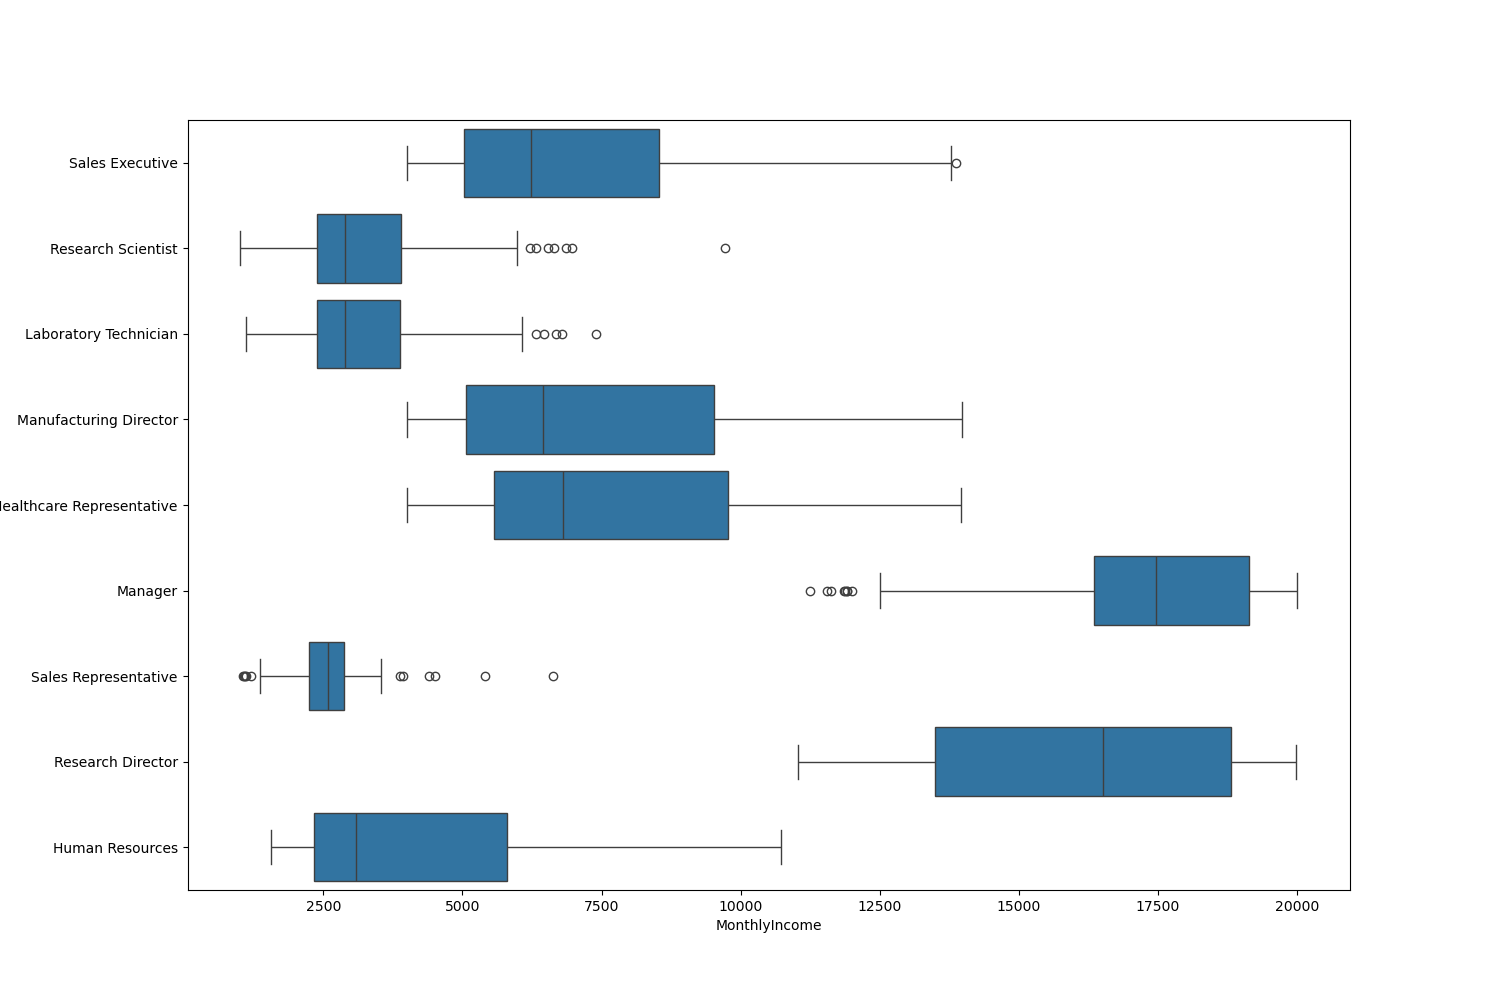 Sales Executive
Research Scientist
Laboratory Technician
Manufacturing Director
ealthcare Representative
Manager
Sales Representative
Research Director
Human Resources
2500 5000 7500 10000 12500 15000 17500 20000
MonthlyIncome